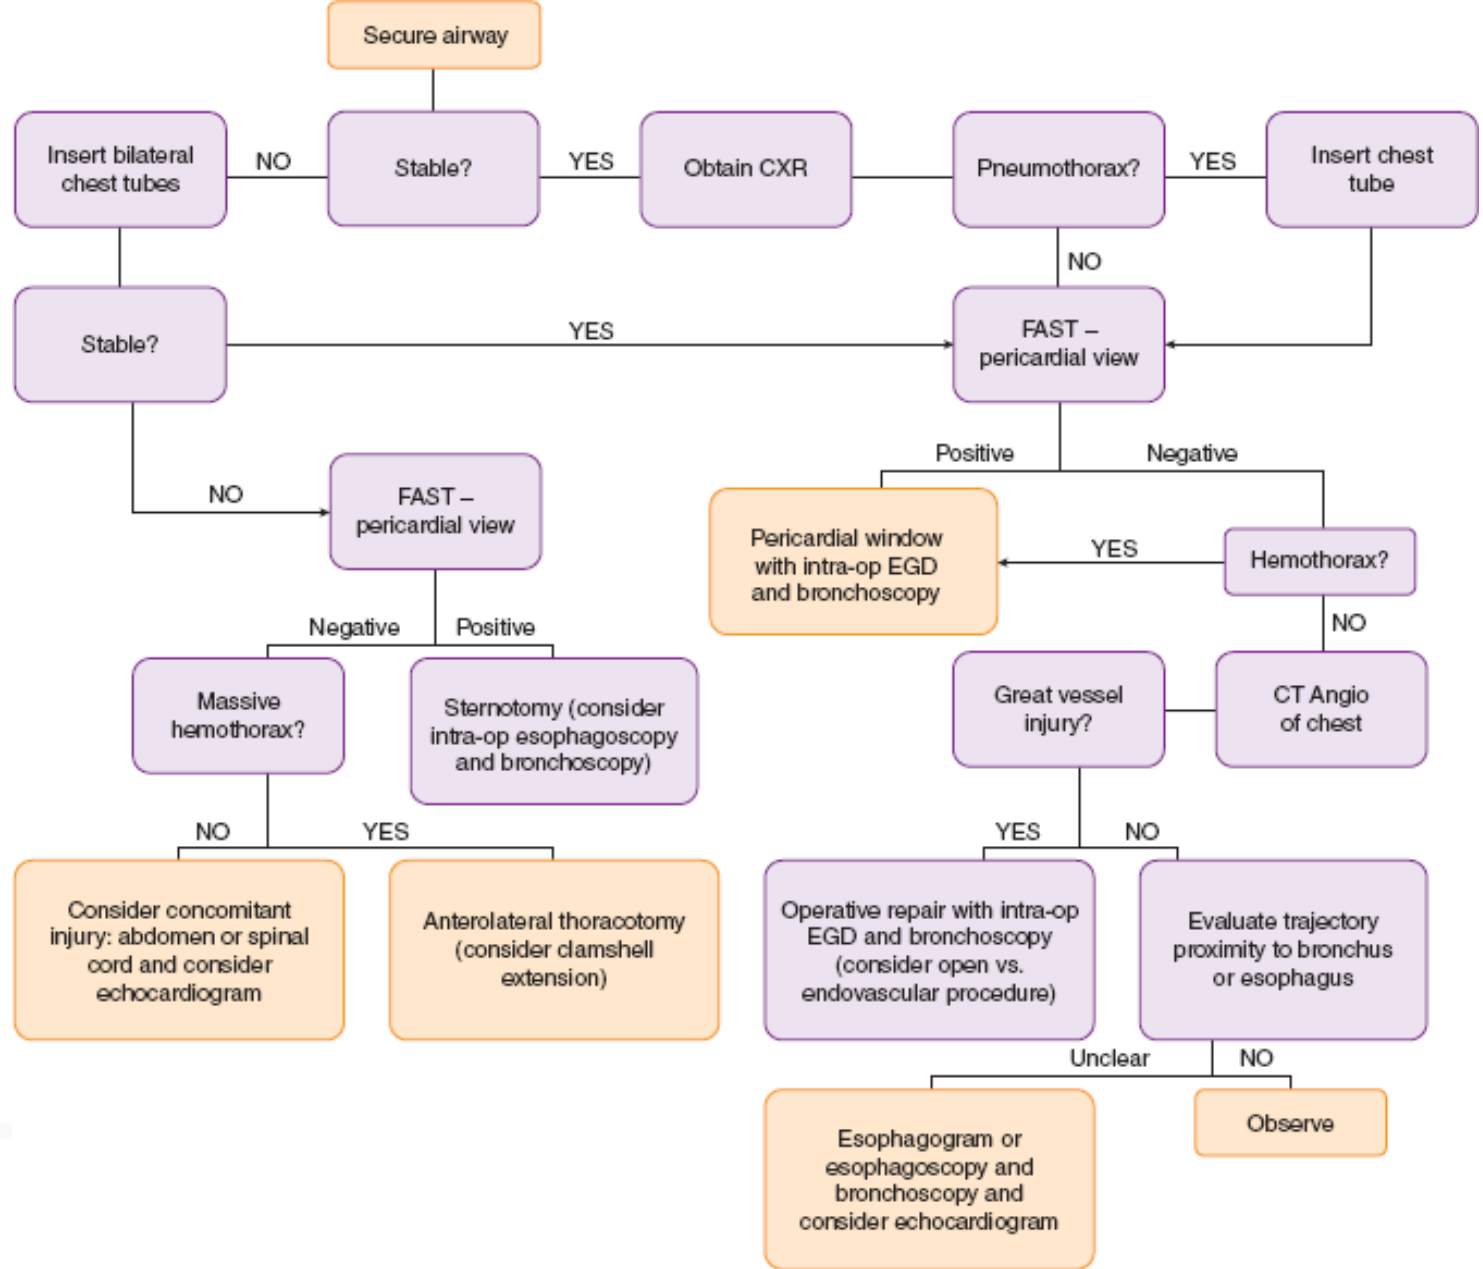 Secure airway
Insert bilateral
chest tubes
NO
Stable?
YES
Obtain CXR
Pneumothorax?
YES
Insert chest
tube
NO
Stable?
YES
FAST –
pericardial view
NO
FAST –
pericardial view
Positive
Negative
Pericardial window
with intra-op EGD
and bronchoscopy
YES
Hemothorax?
NO
Negative
Positive
Massive
hemothorax?
Sternotomy (consider
intra-op esophagoscopy
and bronchoscopy)
Great vessel
injury?
CT Angio
of chest
NO
YES
YES
NO
Consider concomitant
injury: abdomen or spinal
cord and consider
echocardiogram
Anterolateral thoracotomy
(consider clamshell
extension)
Operative repair with intra-op
EGD and bronchoscopy
(consider open vs.
endovascular procedure)
Evaluate trajectory
proximity to bronchus
or esophagus
Unclear
NO
Esophagogram or
esophagoscopy and
bronchoscopy and
consider echocardiogram
Observe